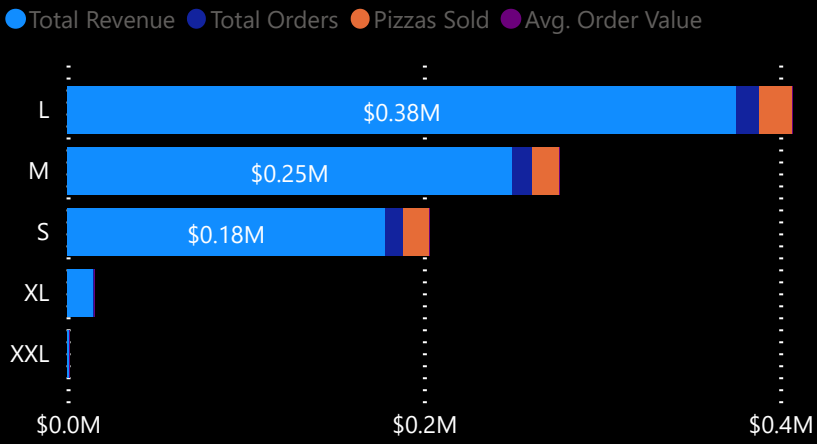 Total Revenue Total Orders Pizzas Sold Avg. Order Value
L $0.38M
M $0.25M
S $0.18M
XL
XXL
$0.0M $0.2M $0.4M